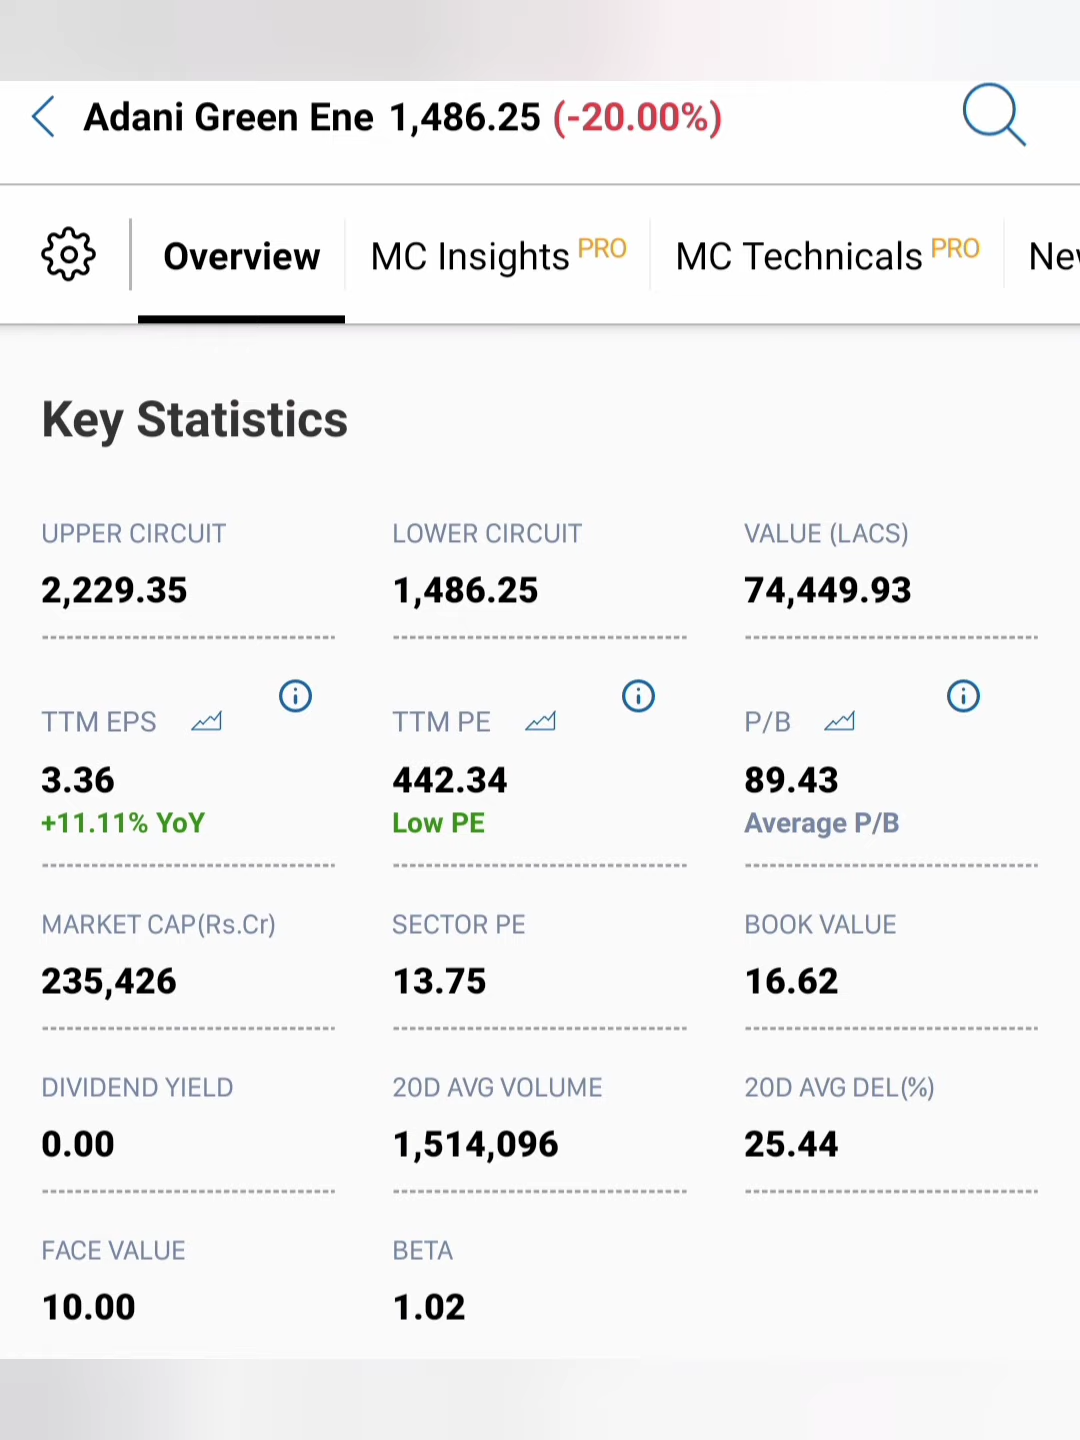 Adani Green Ene 1,486.25 (-20.00%)
Overview MC Insights PRO MC Technicals PRO Nev
Key Statistics
UPPER CIRCUIT LOWER CIRCUIT VALUE (LACS)
2,229.35 1,486.25 74,449.93
TTM EPS TTM PE P/B
3.36 442.34 89.43
+11.11% YoY Low PE Average P/B
MARKET CAP(Rs.Cr) SECTOR PE BOOK VALUE
235,426 13.75 16.62
DIVIDEND YIELD 20D AVG VOLUME 20D AVG DEL(%)
0.00 1,514,096 25.44
FACE VALUE BETA
10.00 1.02